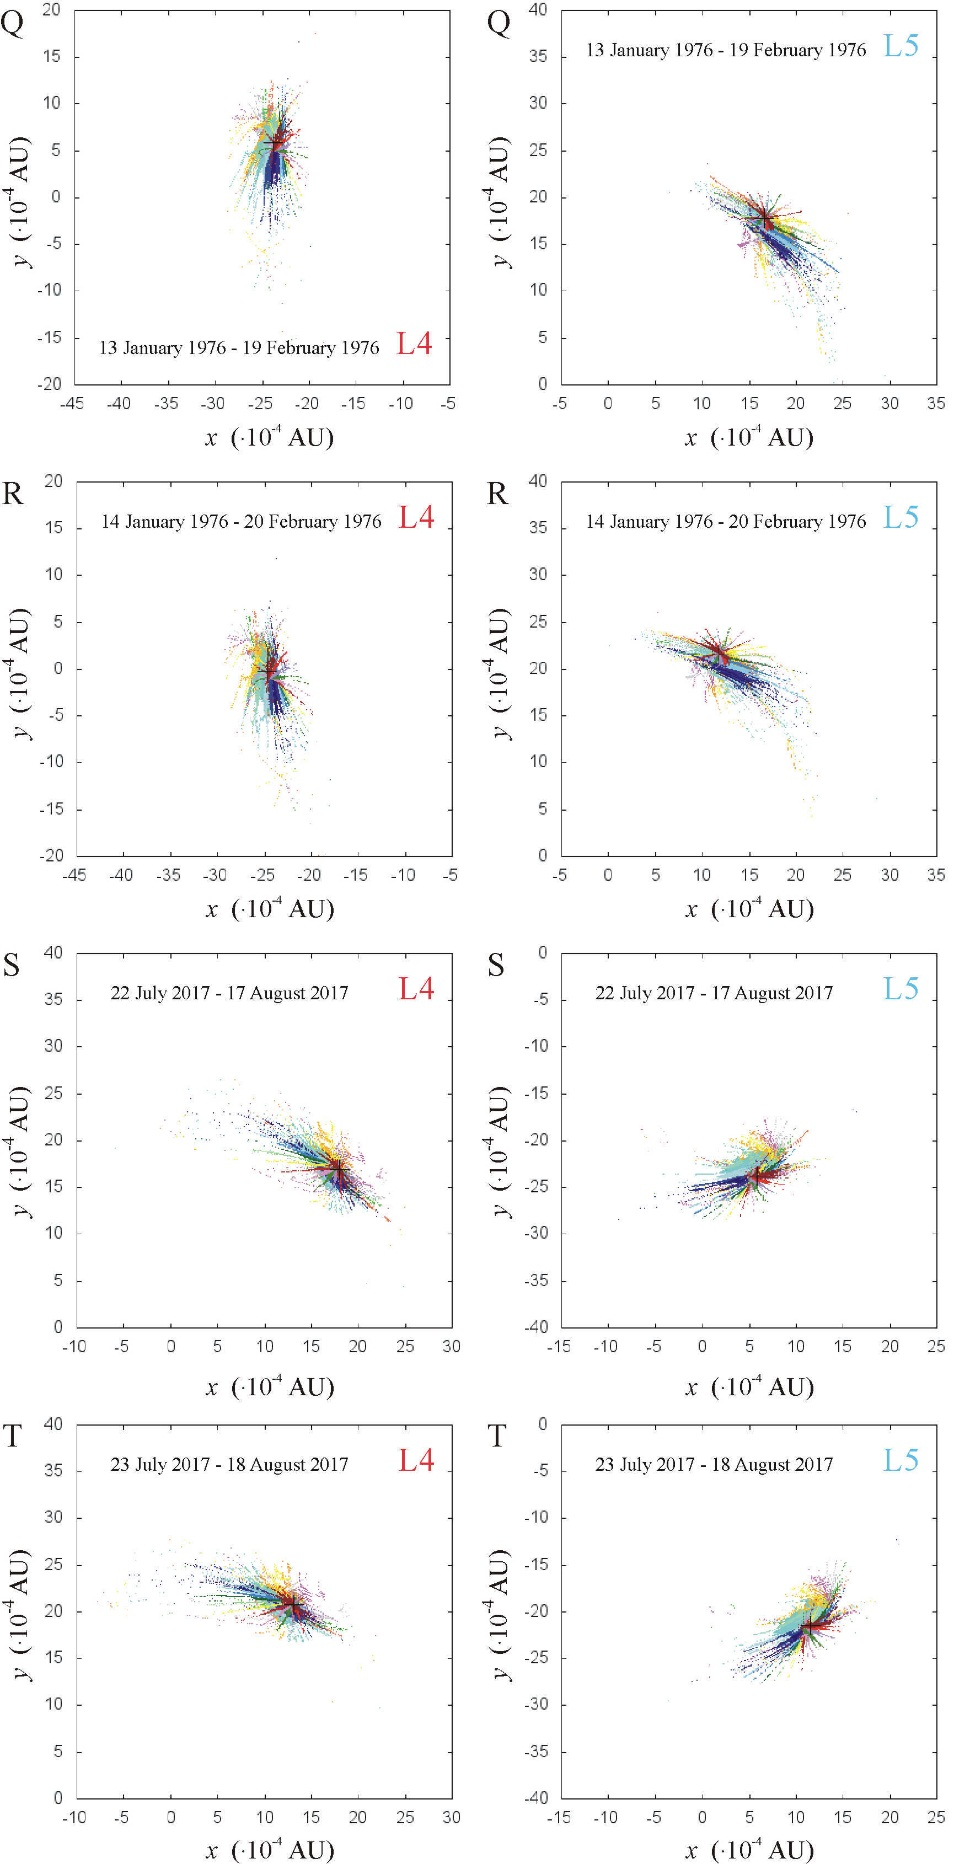 Q
20
15
10
5
0
-5
-10
-15
-20
y (·10⁻⁴ AU)
13 January 1976 - 19 February 1976 L4
-45 -40 -35 -30 -25 -20 -15 -10 -5
x (·10⁻⁴ AU)
Q
40
35
30
25
20
15
10
5
0
y (·10⁻⁴ AU)
13 January 1976 - 19 February 1976 L5
-5 0 5 10 15 20 25 30 35
x (·10⁻⁴ AU)
R
20
15
10
5
0
-5
-10
-15
-20
y (·10⁻⁴ AU)
14 January 1976 - 20 February 1976 L4
-45 -40 -35 -30 -25 -20 -15 -10 -5
x (·10⁻⁴ AU)
R
40
35
30
25
20
15
10
5
0
y (·10⁻⁴ AU)
14 January 1976 - 20 February 1976 L5
-5 0 5 10 15 20 25 30 35
x (·10⁻⁴ AU)
S
40
35
30
25
20
15
10
5
0
y (·10⁻⁴ AU)
22 July 2017 - 17 August 2017 L4
-10 -5 0 5 10 15 20 25 30
x (·10⁻⁴ AU)
S
0
-5
-10
-15
-20
-25
-30
-35
-40
y (·10⁻⁴ AU)
22 July 2017 - 17 August 2017 L5
-15 -10 -5 0 5 10 15 20 25
x (·10⁻⁴ AU)
T
40
35
30
25
20
15
10
5
0
y (·10⁻⁴ AU)
23 July 2017 - 18 August 2017 L4
-10 -5 0 5 10 15 20 25 30
x (·10⁻⁴ AU)
T
0
-5
-10
-15
-20
-25
-30
-35
-40
y (·10⁻⁴ AU)
23 July 2017 - 18 August 2017 L5
-15 -10 -5 0 5 10 15 20 25
x (·10⁻⁴ AU)